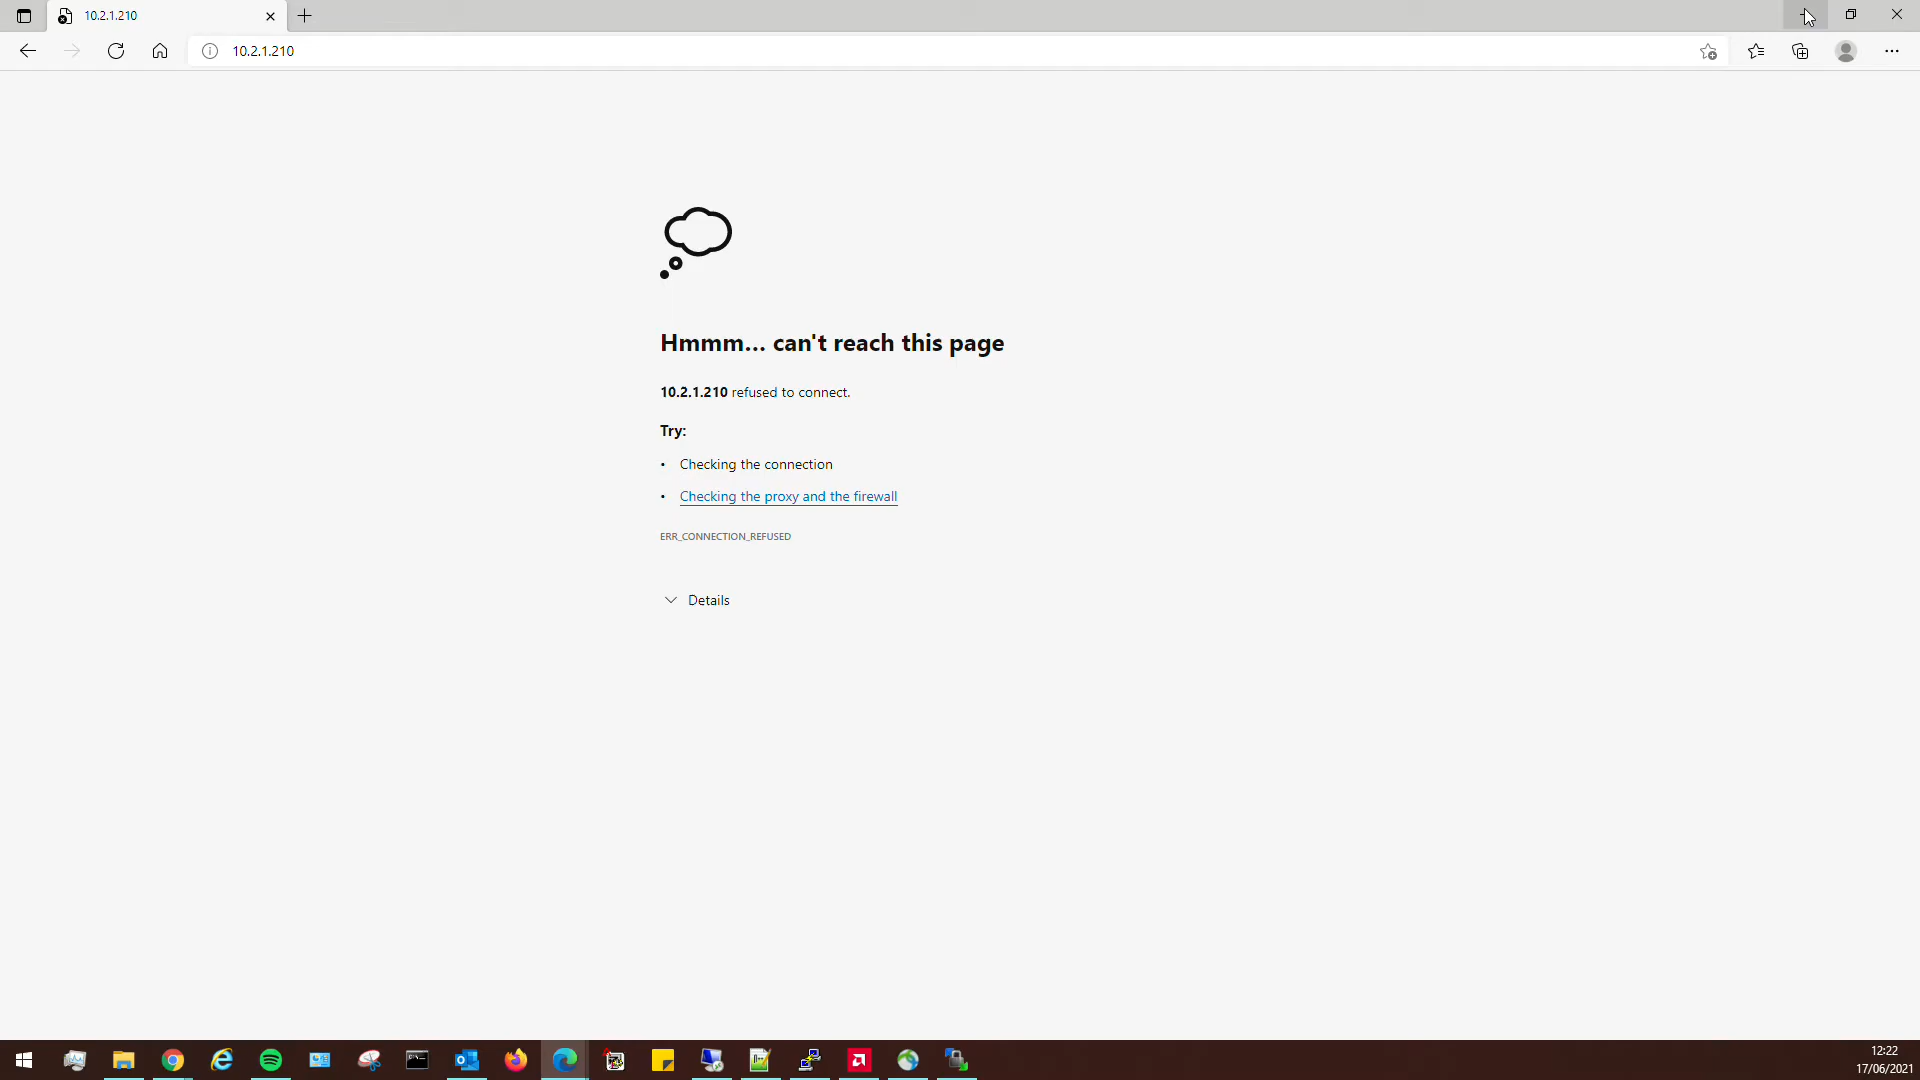 10.2.1.210
10.2.1.210
Hmmm... can't reach this page
10.2.1.210 refused to connect.
Try:
• Checking the connection
• Checking the proxy and the firewall
ERR_CONNECTION_REFUSED
Details
12:22
17/06/2021